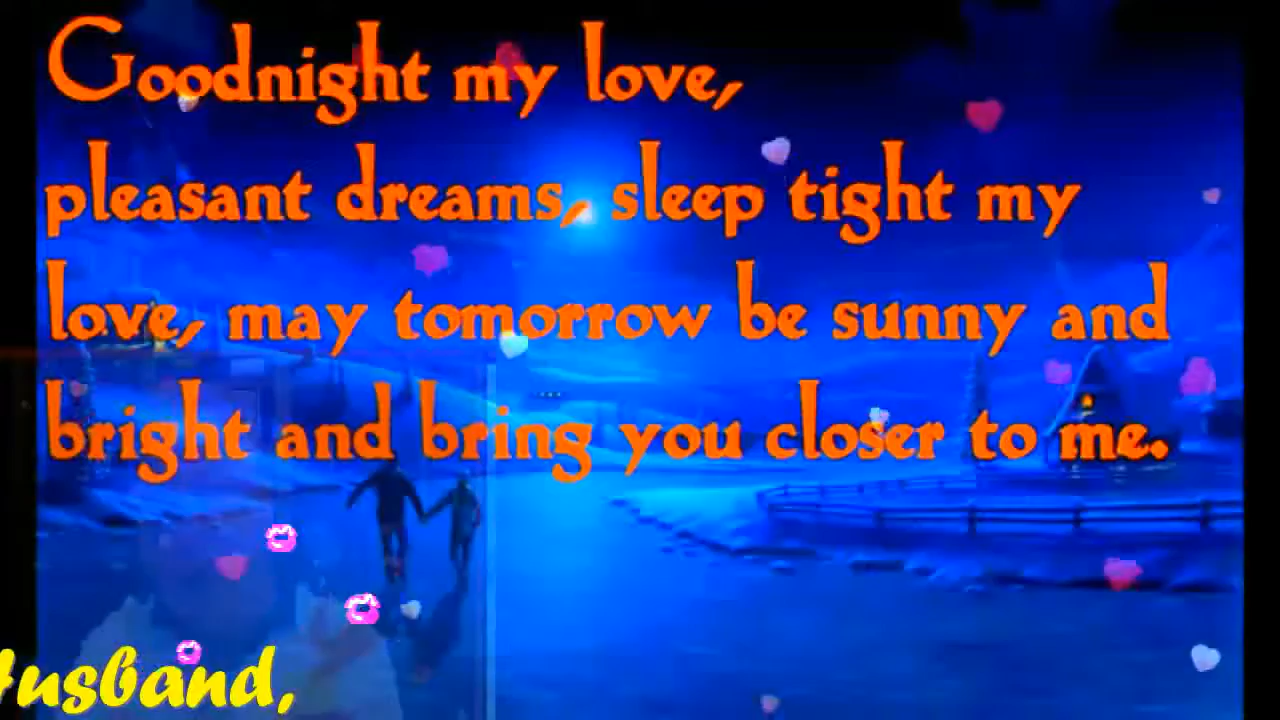 Goodnight my love,
pleasant dreams, sleep tight my
love, may tomorrow be sunny and
bright and bring you closer to me.
Husband,